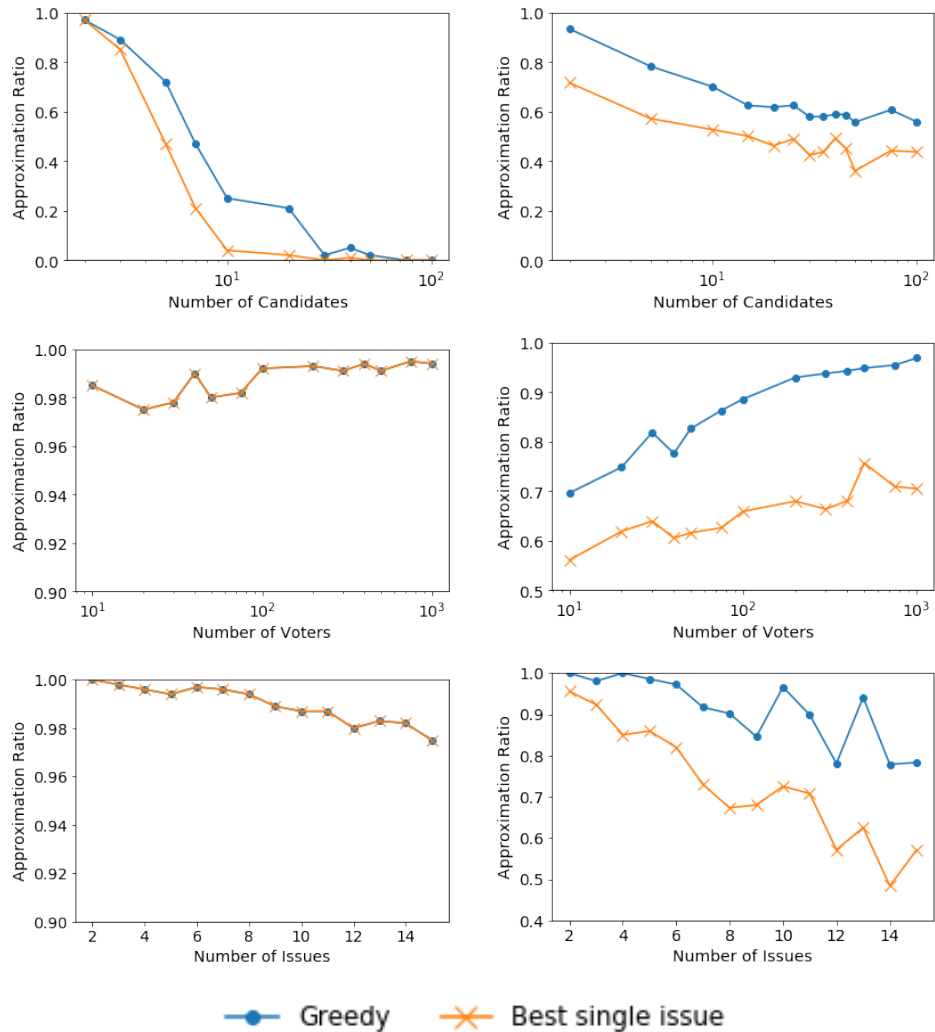 1.0
0.8
0.6
0.4
0.2
0.0
Approximation Ratio
10¹
10²
Number of Candidates
1.0
0.8
0.6
0.4
0.2
0.0
Approximation Ratio
10¹
10²
Number of Candidates
1.00
0.98
0.96
0.94
0.92
0.90
Approximation Ratio
10¹
10²
10³
Number of Voters
1.0
0.9
0.8
0.7
0.6
0.5
Approximation Ratio
10¹
10²
10³
Number of Voters
1.00
0.98
0.96
0.94
0.92
0.90
Approximation Ratio
2 4 6 8 10 12 14
Number of Issues
1.0
0.9
0.8
0.7
0.6
0.5
0.4
Approximation Ratio
2 4 6 8 10 12 14
Number of Issues
Greedy
Best single issue